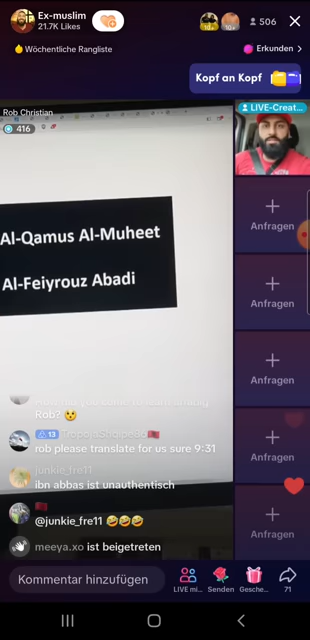 Ex-muslim
21.7K Likes
506
Wöchentliche Rangliste
Erkunden
Kopf an Kopf
Rob Christian
416
LIVE-Creat...
Al-Qamus Al-Muheet
Al-Feiyrouz Abadi
Anfragen
Anfragen
Anfragen
Anfragen
Anfragen
Rob?
13 TropojaShqipe8o
rob please translate for us sure 9:31
junkie_fre11
ibn abbas ist unauthentisch
@junkie_fre11
meeya.xo ist beigetreten
Kommentar hinzufügen
LIVE mi...
Senden
Gesche...
71